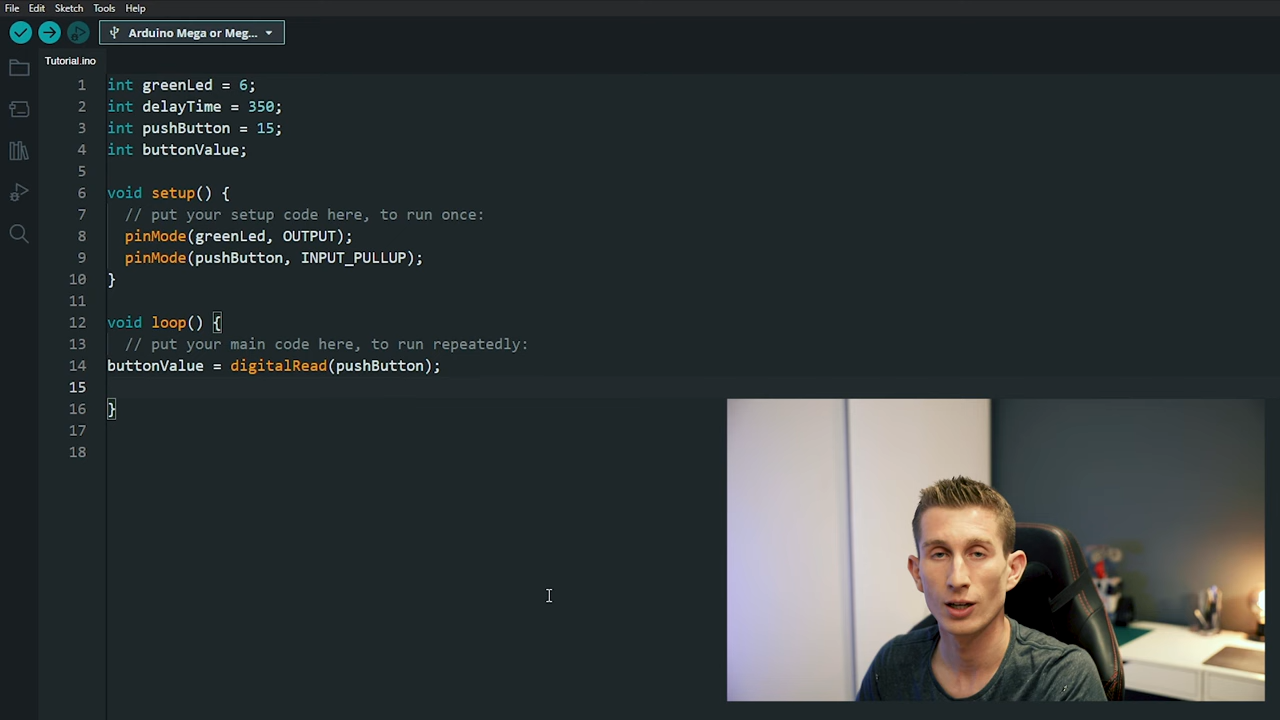 File Edit Sketch Tools Help
Arduino Mega or Meg...
Tutorial.ino
1 int greenLed = 6;
2 int delayTime = 350;
3 int pushButton = 15;
4 int buttonValue;
5
6 void setup() {
7 // put your setup code here, to run once:
8 pinMode(greenLed, OUTPUT);
9 pinMode(pushButton, INPUT_PULLUP);
10 }
11
12 void loop() {
13 // put your main code here, to run repeatedly:
14 buttonValue = digitalRead(pushButton);
15
16 }
17
18